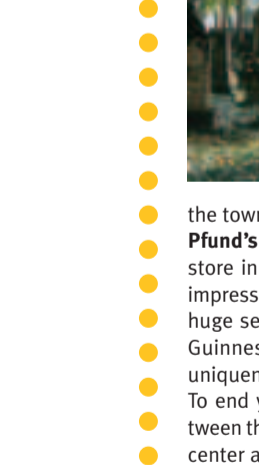 the town
Pfund's
store in
impress
huge se
Guinnes
uniquen
To end y
tween th
center a